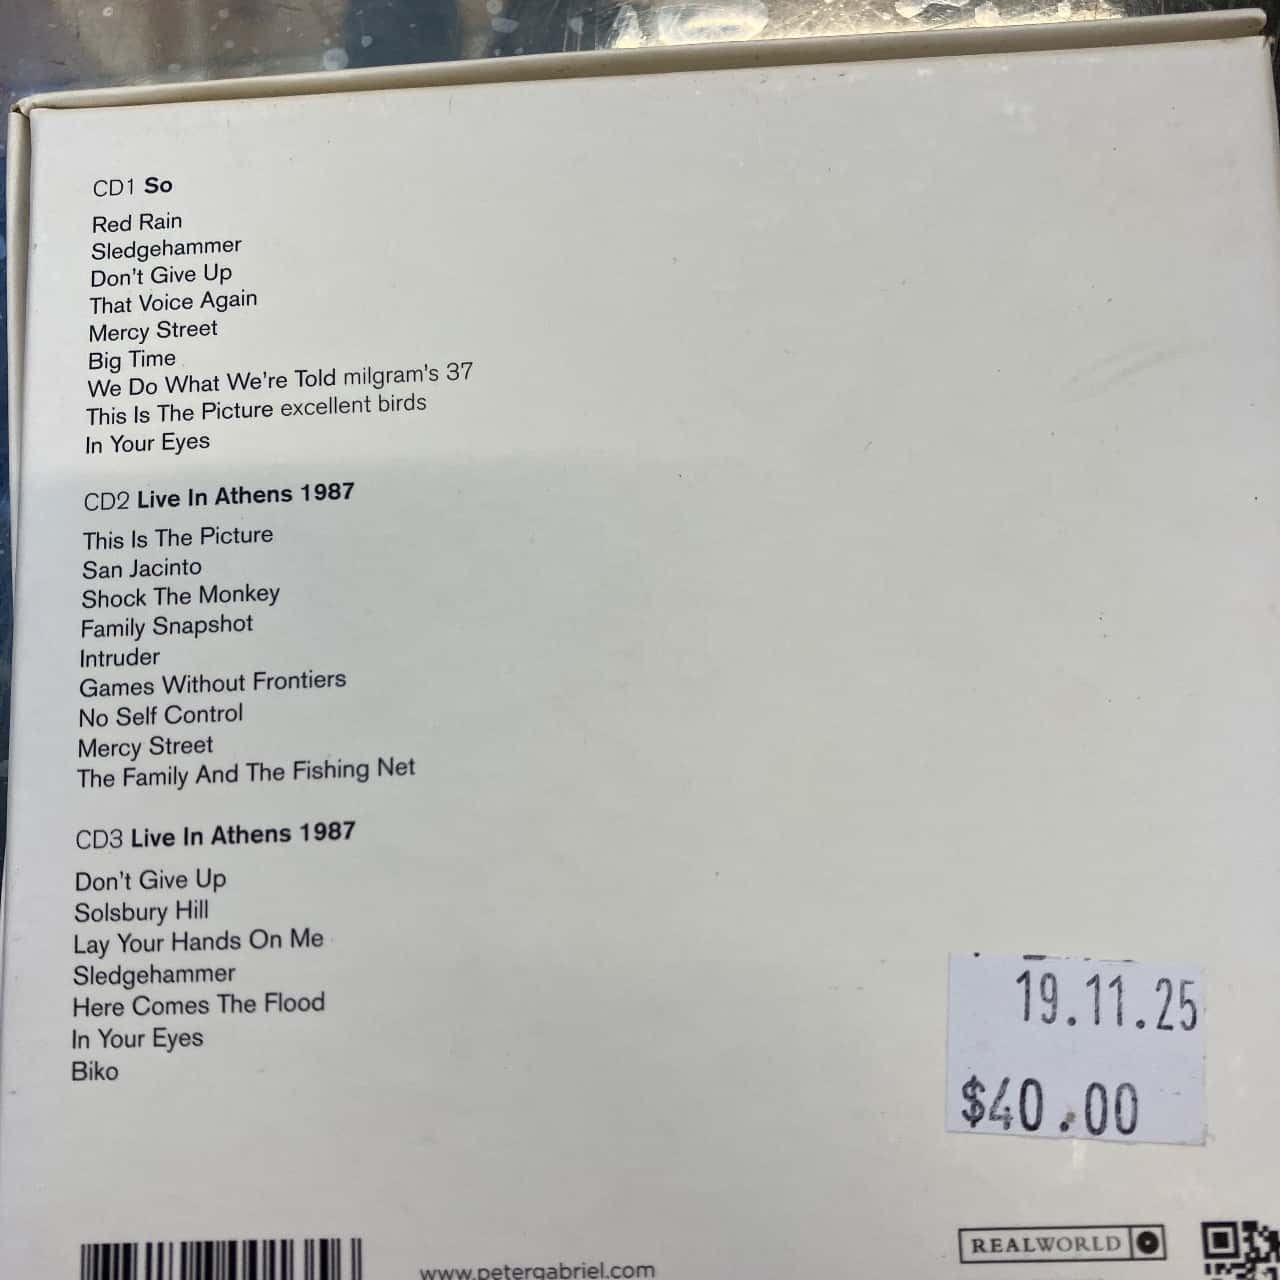 CD1 So
Red Rain
Sledgehammer
Don't Give Up
That Voice Again
Mercy Street
Big Time
We Do What We're Told milgram's 37
This Is The Picture excellent birds
In Your Eyes
CD2 Live In Athens 1987
This Is The Picture
San Jacinto
Shock The Monkey
Family Snapshot
Intruder
Games Without Frontiers
No Self Control
Mercy Street
The Family And The Fishing Net
CD3 Live In Athens 1987
Don't Give Up
Solsbury Hill
Lay Your Hands On Me
Sledgehammer
Here Comes The Flood
In Your Eyes
Biko
19.11.25
$40.00
REALWORLD
www.petergabriel.com